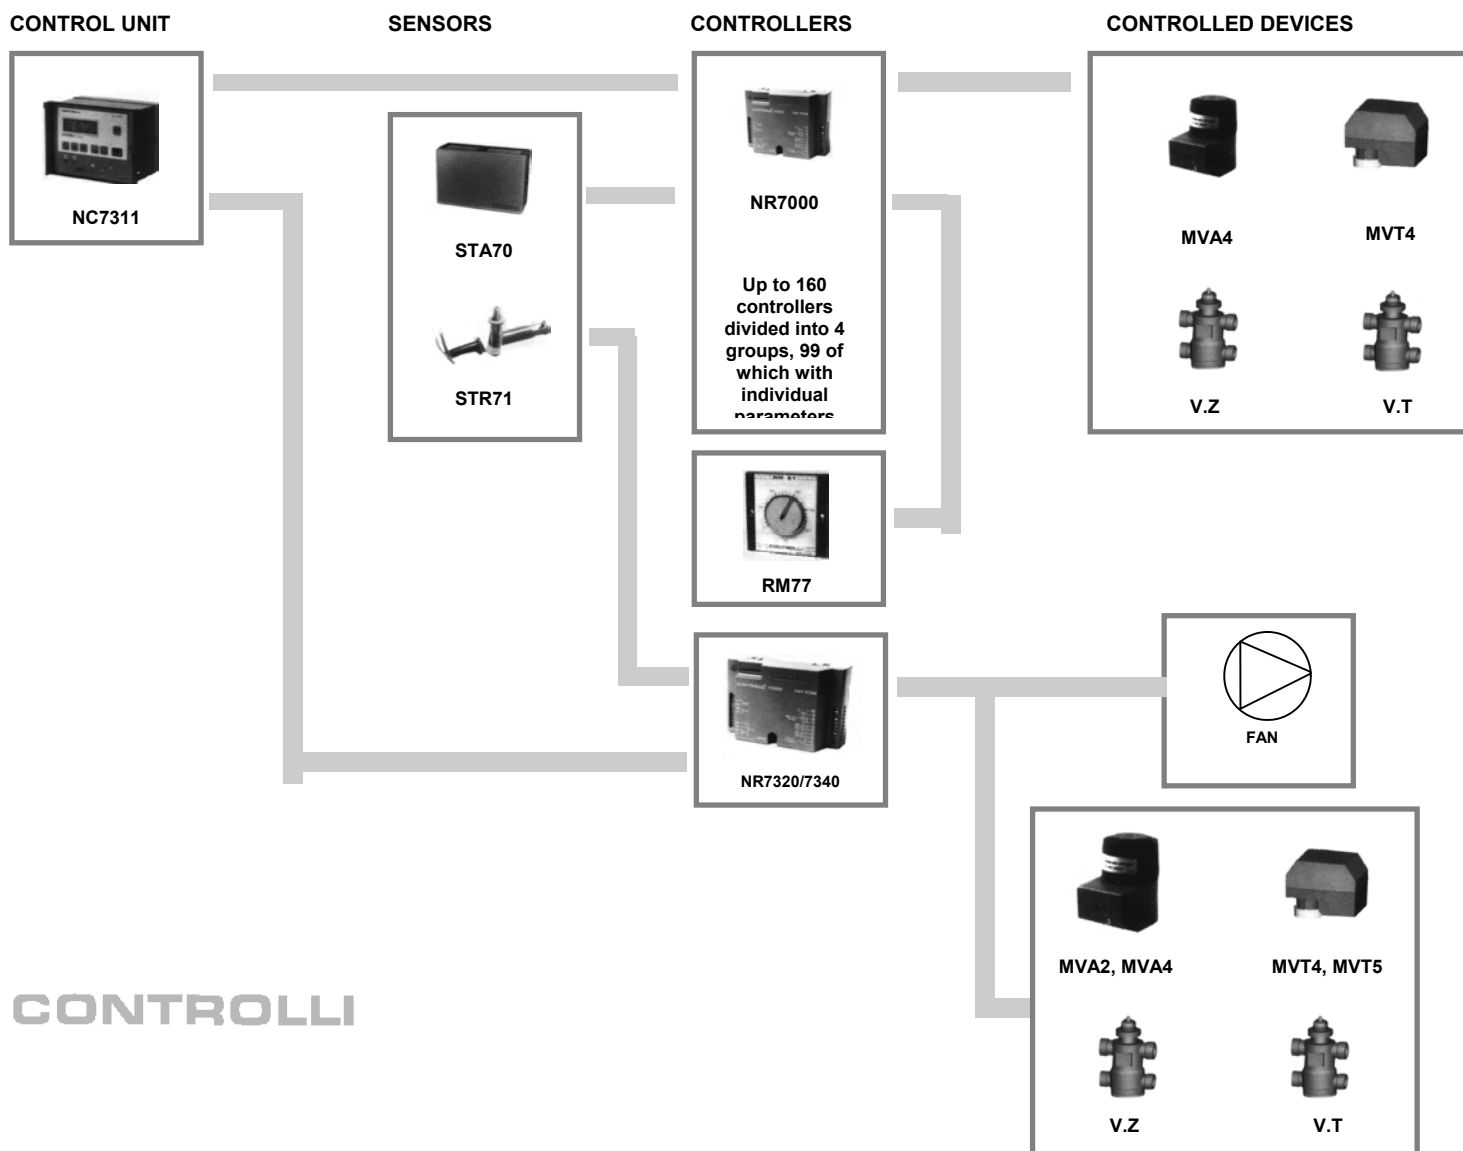 CONTROL UNIT
SENSORS
CONTROLLERS
CONTROLLED DEVICES
NC7311
STA70
STR71
NR7000
Up to 160
controllers
divided into 4
groups, 99 of
which with
individual
parameters
RM77
NR7320/7340
MVA4
MVT4
V.Z
V.T
FAN
MVA2, MVA4
MVT4, MVT5
V.Z
V.T
CONTROLLI